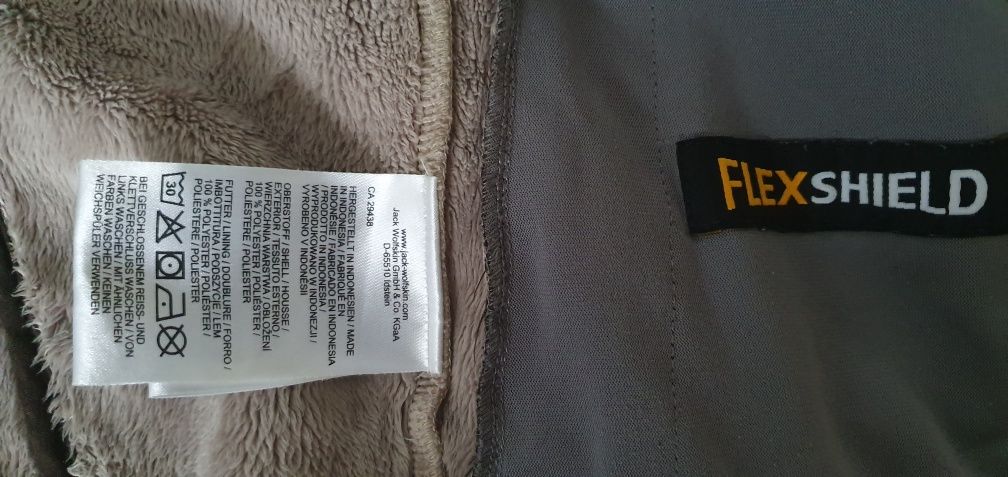 www.jack-wolfskin.com
Jack Wolfskin GmbH & Co. KGaA
D-65510 Idstein
CA 29438
HERGESTELLT IN INDONESIEN / MADE
IN INDONESIA / FABRIQUÉ EN
INDONÉSIE / FABRICADO EN INDONESIA
/ PRODOTTO IN INDONESIA /
WYPRODUKOWANO W INDONEZJI /
VYROBENO V INDONÉSII
OBERSTOFF / SHELL / HOUSSE /
EXTERIOR / TESSUTO ESTERNO /
WIERZCHNIA WARSTWA / OBLOŽENÍ
100 % POLYESTER / POLIÉSTER /
POLIESTERE / POLIESTER
FUTTER / LINING / DOUBLURE / FORRO /
IMBOTTITURA / PODSZYCIE / LEM
100 % POLYESTER / POLIÉSTER /
POLIESTERE / POLIESTER
30
BEI GESCHLOSSENEM REISS- UND
KLETTVERSCHLUSS WASCHEN / VON
LINKS WASCHEN / MIT ÄHNLICHEN
FARBEN WASCHEN / KEINEN
WEICHSPÜLER VERWENDEN
FLEXSHIELD